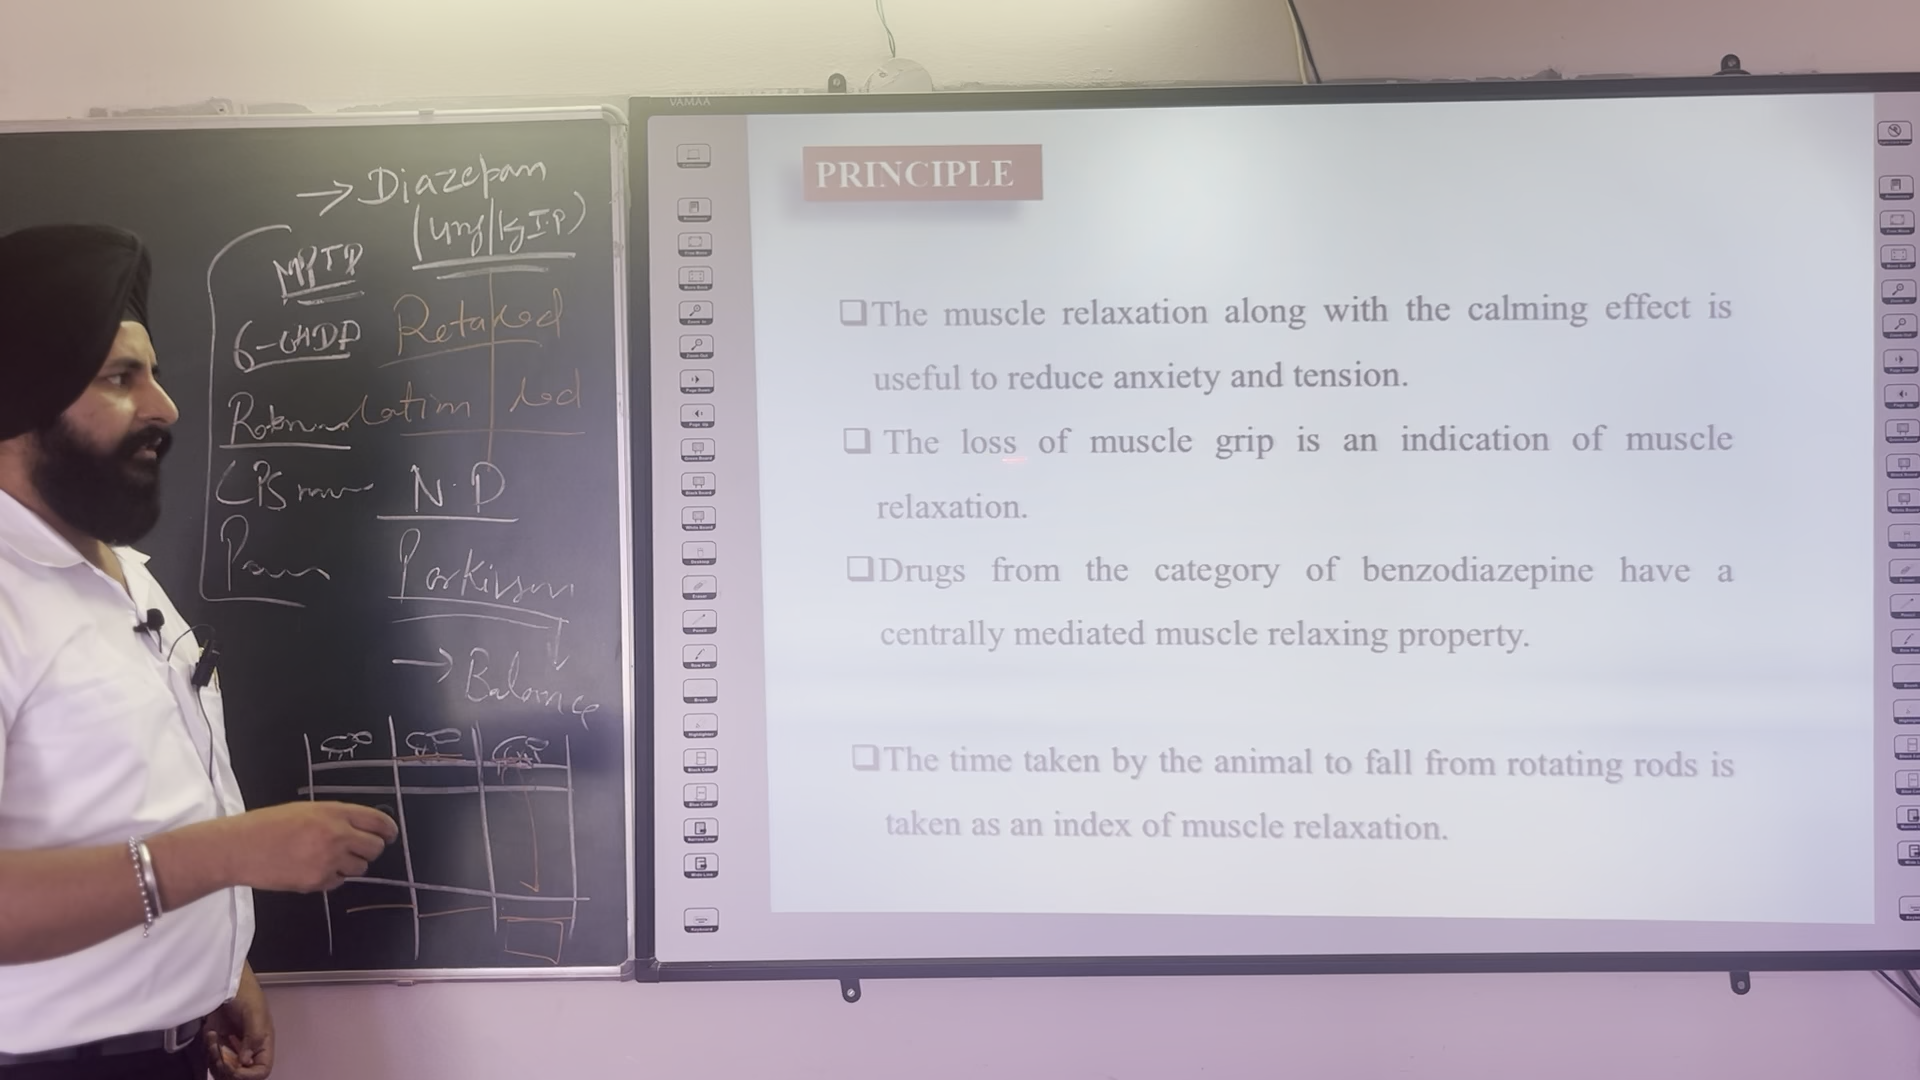 VAMAA
→ Diazepam
(4mg/kg I.P)
MPTP
6-OHDA
N.D
Parkinson
→ Balance
PRINCIPLE
❑The muscle relaxation along with the calming effect is
useful to reduce anxiety and tension.
❑ The loss of muscle grip is an indication of muscle
relaxation.
❑Drugs from the category of benzodiazepine have a
centrally mediated muscle relaxing property.
❑The time taken by the animal to fall from rotating rods is
taken as an index of muscle relaxation.